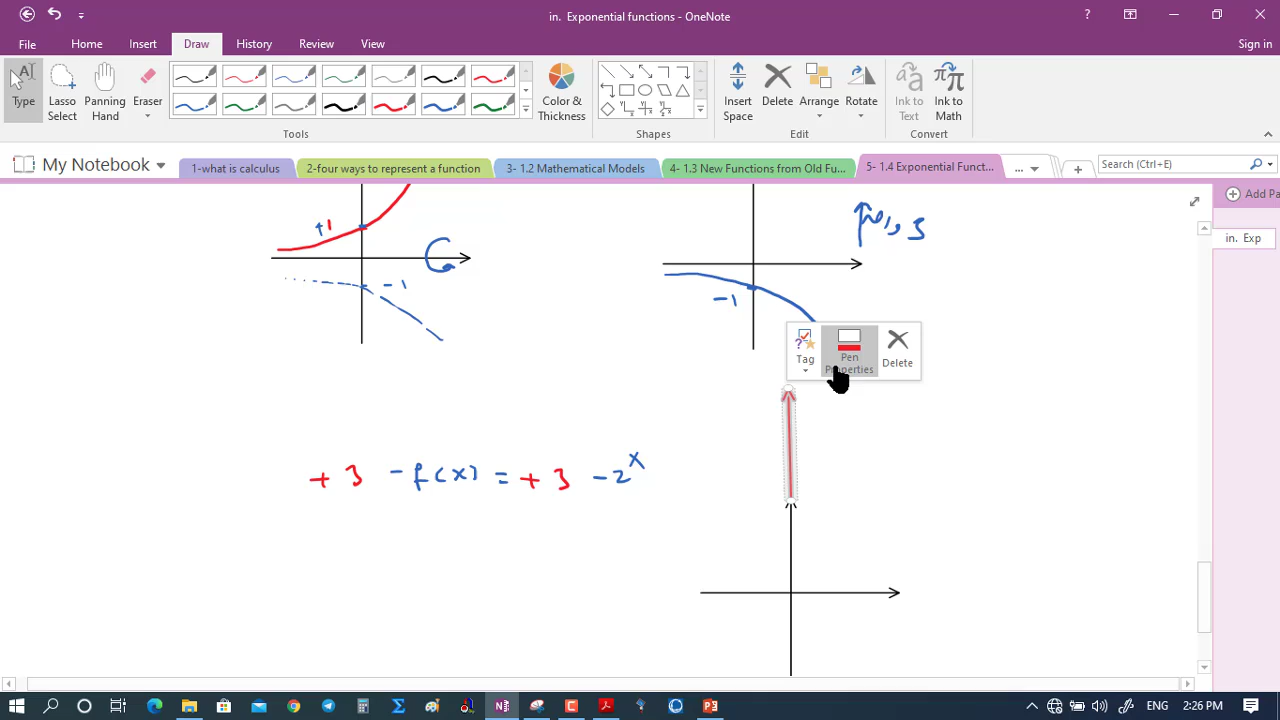 in. Exponential functions - OneNote
Sign in
File Home Insert Draw History Review View
Type
Lasso Select
Panning Hand
Eraser
Color & Thickness
Insert Space
Delete
Arrange
Rotate
Ink to Text
Ink to Math
Tools
Shapes
Edit
Convert
My Notebook
1-what is calculus
2-four ways to represent a function
3- 1.2 Mathematical Models
4- 1.3 New Functions from Old Fu...
5- 1.4 Exponential Funct...
...
Search (Ctrl+E)
Add Pa
in. Exp
+1
-1
3
-1
Tag
Pen Properties
Delete
+ 3 - f(x) = + 3 - 2^x
ENG 2:26 PM